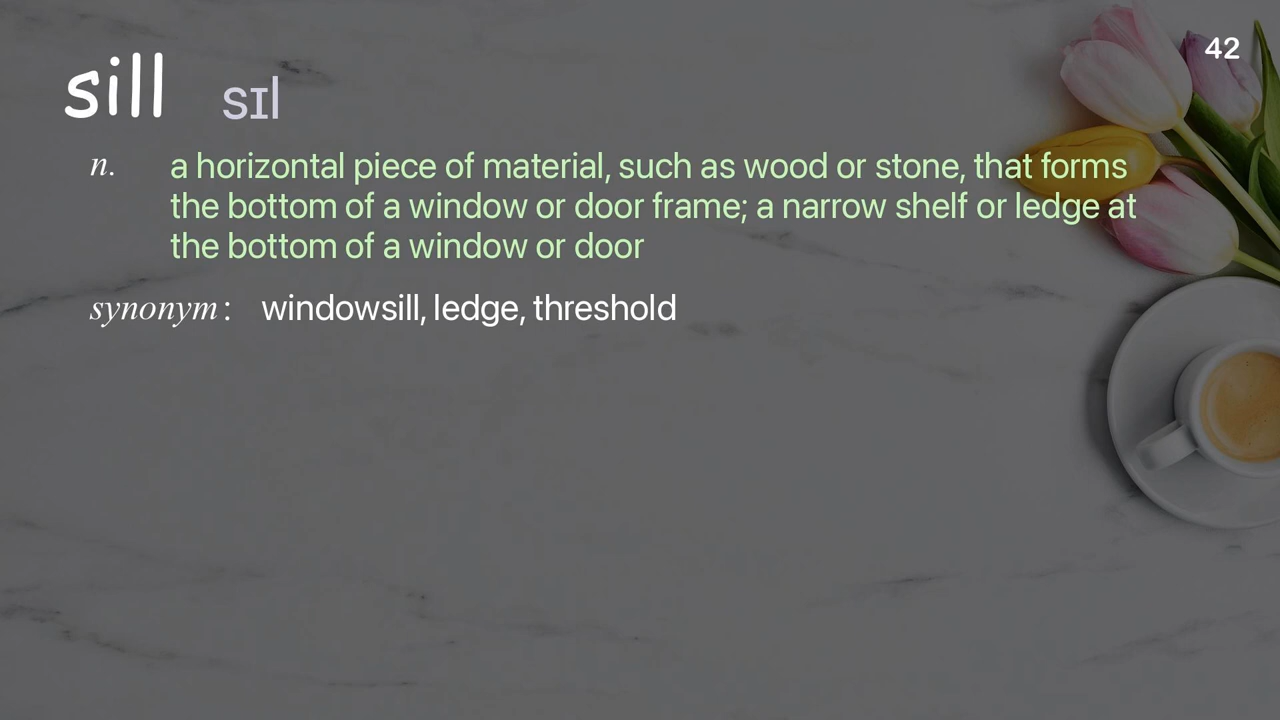 42
sill sɪl
n. a horizontal piece of material, such as wood or stone, that forms
the bottom of a window or door frame; a narrow shelf or ledge at
the bottom of a window or door
synonym: windowsill, ledge, threshold